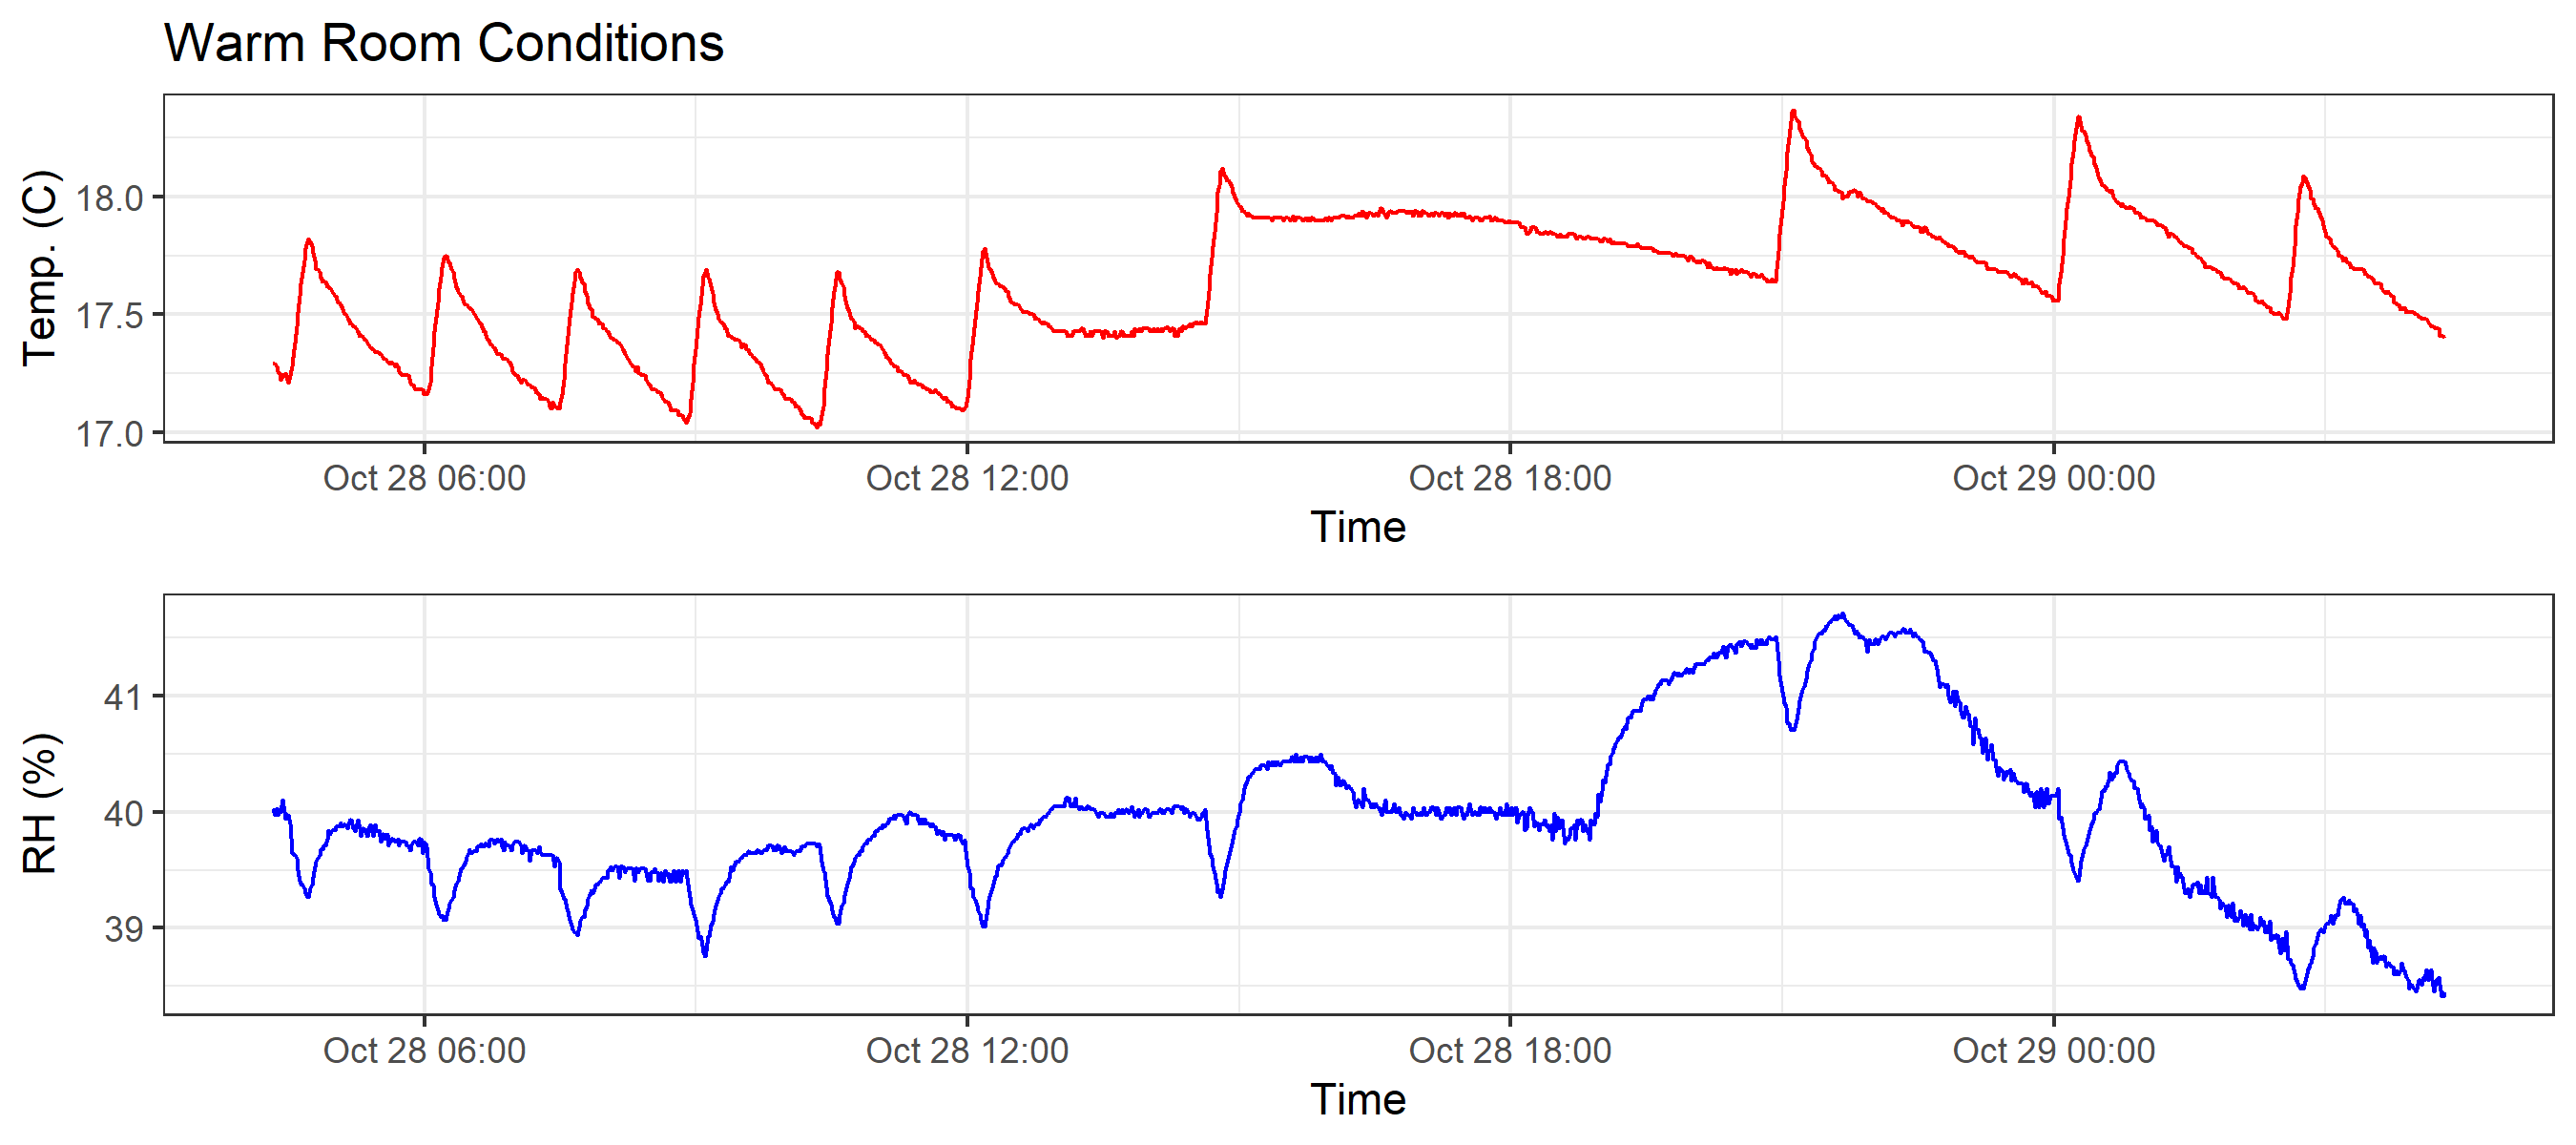 Warm Room Conditions
Temp. (C)
18.0
17.5
17.0
Oct 28 06:00 Oct 28 12:00 Oct 28 18:00 Oct 29 00:00
Time
RH (%)
41
40
39
Oct 28 06:00 Oct 28 12:00 Oct 28 18:00 Oct 29 00:00
Time